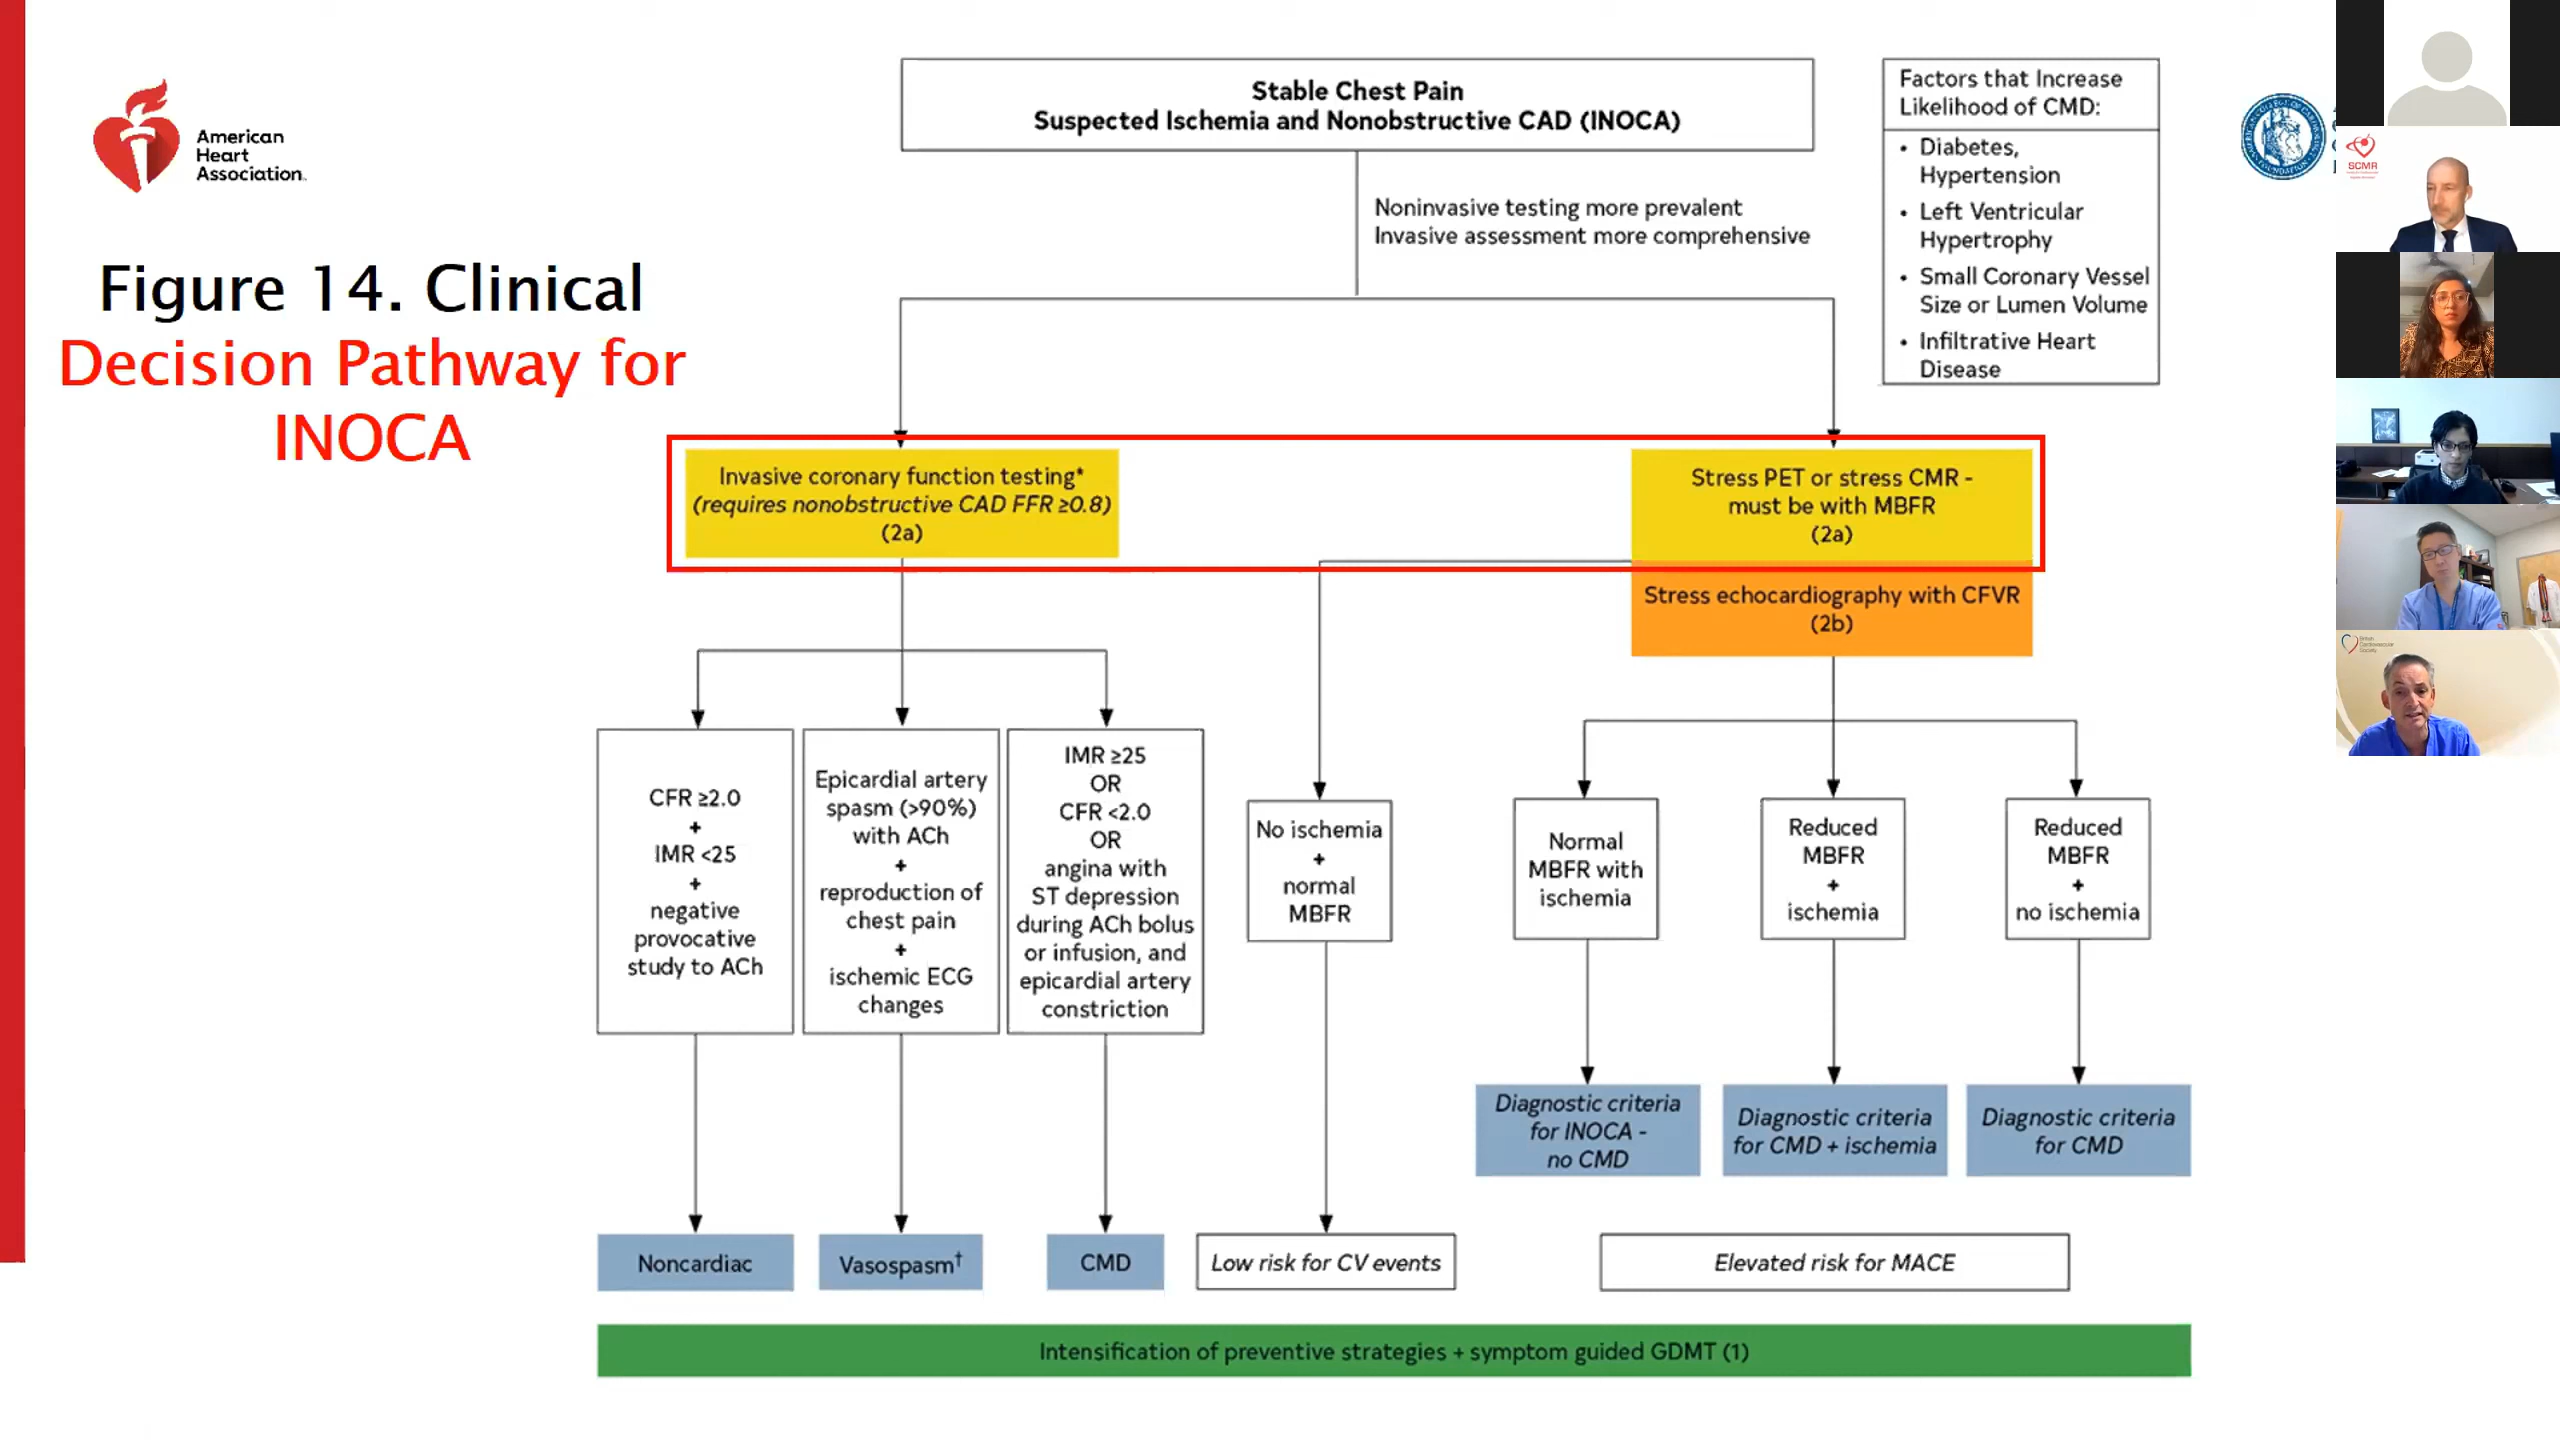 American
Heart
Association.
Figure 14. Clinical
Decision Pathway for
INOCA
Stable Chest Pain
Suspected Ischemia and Nonobstructive CAD (INOCA)
Noninvasive testing more prevalent
Invasive assessment more comprehensive
Factors that Increase
Likelihood of CMD:
• Diabetes,
Hypertension
• Left Ventricular
Hypertrophy
• Small Coronary Vessel
Size or Lumen Volume
• Infiltrative Heart
Disease
Invasive coronary function testing*
(requires nonobstructive CAD FFR ≥0.8)
(2a)
Stress PET or stress CMR -
must be with MBFR
(2a)
Stress echocardiography with CFVR
(2b)
CFR ≥2.0
+
IMR <25
+
negative
provocative
study to ACh
Epicardial artery
spasm (>90%)
with ACh
+
reproduction of
chest pain
+
ischemic ECG
changes
IMR ≥25
OR
CFR <2.0
OR
angina with
ST depression
during ACh bolus
or infusion, and
epicardial artery
constriction
No ischemia
+
normal
MBFR
Normal
MBFR with
ischemia
Reduced
MBFR
+
ischemia
Reduced
MBFR
+
no ischemia
Diagnostic criteria
for INOCA -
no CMD
Diagnostic criteria
for CMD + ischemia
Diagnostic criteria
for CMD
Noncardiac
Vasospasm†
CMD
Low risk for CV events
Elevated risk for MACE
Intensification of preventive strategies + symptom guided GDMT (1)
SCMR
British
Cardiovascular
Society